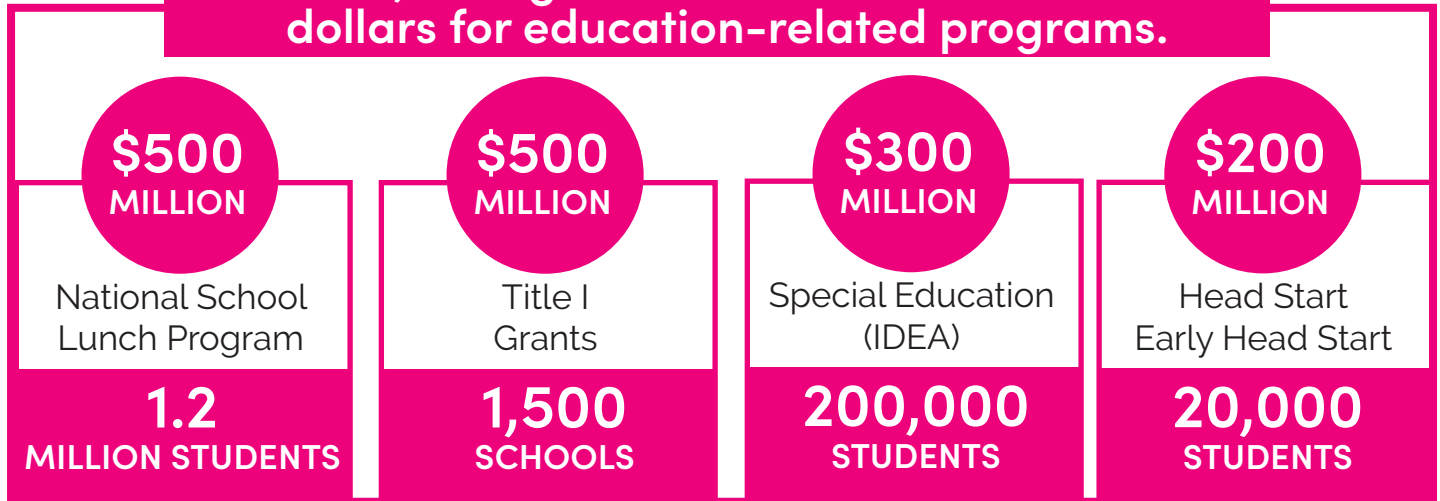 dollars for education-related programs.
$500
MILLION
National School
Lunch Program
1.2
MILLION STUDENTS
$500
MILLION
Title I
Grants
1,500
SCHOOLS
$300
MILLION
Special Education
(IDEA)
200,000
STUDENTS
$200
MILLION
Head Start
Early Head Start
20,000
STUDENTS